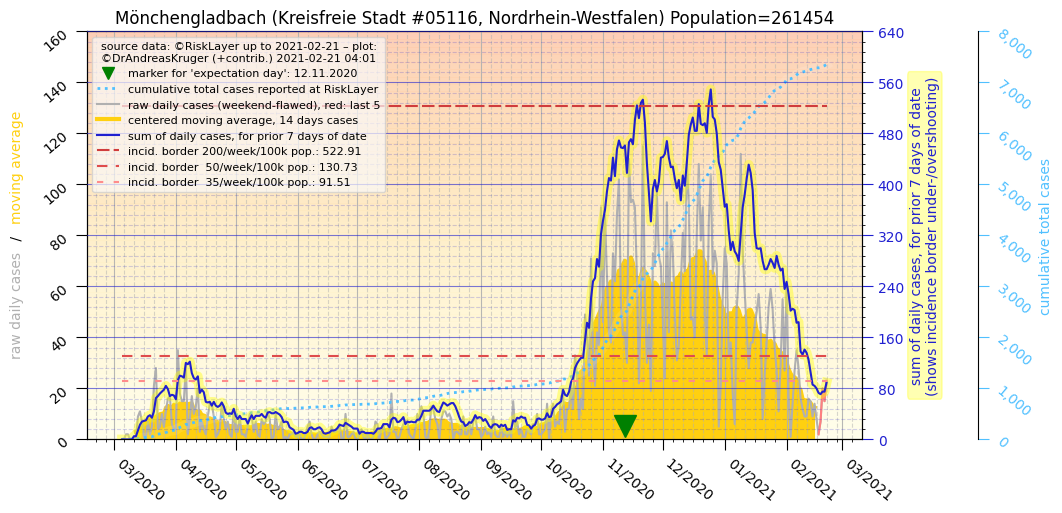 Mönchengladbach (Kreisfreie Stadt #05116, Nordrhein-Westfalen) Population=261454
source data: ©RiskLayer up to 2021-02-21 – plot:
©DrAndreasKruger (+contrib.) 2021-02-21 04:01
marker for 'expectation day': 12.11.2020
cumulative total cases reported at RiskLayer
raw daily cases (weekend-flawed), red: last 5
centered moving average, 14 days cases
sum of daily cases, for prior 7 days of date
incid. border 200/week/100k pop.: 522.91
incid. border  50/week/100k pop.: 130.73
incid. border  35/week/100k pop.: 91.51
raw daily cases / moving average
160
140
120
100
80
60
40
20
0
03/2020
04/2020
05/2020
06/2020
07/2020
08/2020
09/2020
10/2020
11/2020
12/2020
01/2021
02/2021
03/2021
640
560
480
400
320
240
160
80
0
sum of daily cases, for prior 7 days of date
(shows incidence border under-/overshooting)
8,000
7,000
6,000
5,000
4,000
3,000
2,000
1,000
0
cumulative total cases